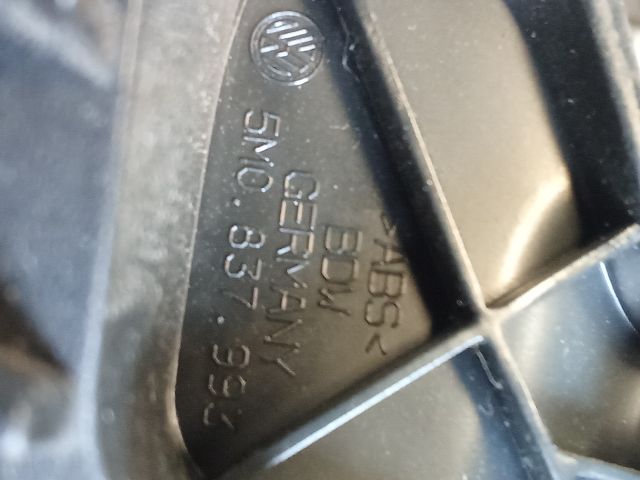 5M0.837.993
GERMANY
BDW
>ABS<